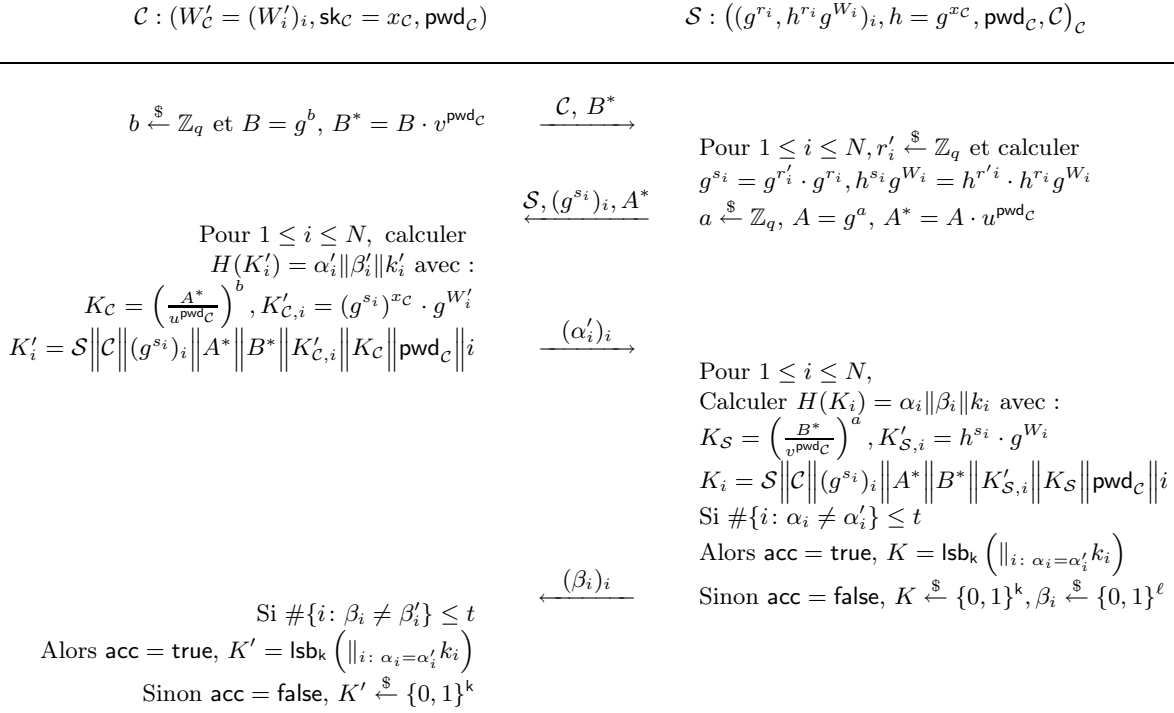 𝒞 : (W′_𝒞 = (W′_i)_i, sk_𝒞 = x_𝒞, pwd_𝒞)
𝒮 : ((g^{r_i}, h^{r_i} g^{W_i})_i, h = g^{x_𝒞}, pwd_𝒞, 𝒞)_𝒞
b ←$ ℤ_q et B = g^b, B* = B · v^{pwd_𝒞}
𝒞, B*
Pour 1 ≤ i ≤ N, r′_i ←$ ℤ_q et calculer
g^{s_i} = g^{r′_i} · g^{r_i}, h^{s_i} g^{W_i} = h^{r′i} · h^{r_i} g^{W_i}
𝒮, (g^{s_i})_i, A*
a ←$ ℤ_q, A = g^a, A* = A · u^{pwd_𝒞}
Pour 1 ≤ i ≤ N, calculer
H(K′_i) = α′_i‖β′_i‖k′_i avec :
K_𝒞 = (A*/u^{pwd_𝒞})^b, K′_{𝒞,i} = (g^{s_i})^{x_𝒞} · g^{W′_i}
K′_i = 𝒮‖𝒞‖(g^{s_i})_i‖A*‖B*‖K′_{𝒞,i}‖K_𝒞‖pwd_𝒞‖i
(α′_i)_i
Pour 1 ≤ i ≤ N,
Calculer H(K_i) = α_i‖β_i‖k_i avec :
K_𝒮 = (B*/v^{pwd_𝒞})^a, K′_{𝒮,i} = h^{s_i} · g^{W_i}
K_i = 𝒮‖𝒞‖(g^{s_i})_i‖A*‖B*‖K′_{𝒮,i}‖K_𝒮‖pwd_𝒞‖i
Si #{i: α_i ≠ α′_i} ≤ t
Alors acc = true, K = lsb_k (‖_{i: α_i=α′_i} k_i)
(β_i)_i
Sinon acc = false, K ←$ {0, 1}^k, β_i ←$ {0, 1}^ℓ
Si #{i: β_i ≠ β′_i} ≤ t
Alors acc = true, K′ = lsb_k (‖_{i: α_i=α′_i} k_i)
Sinon acc = false, K′ ←$ {0, 1}^k